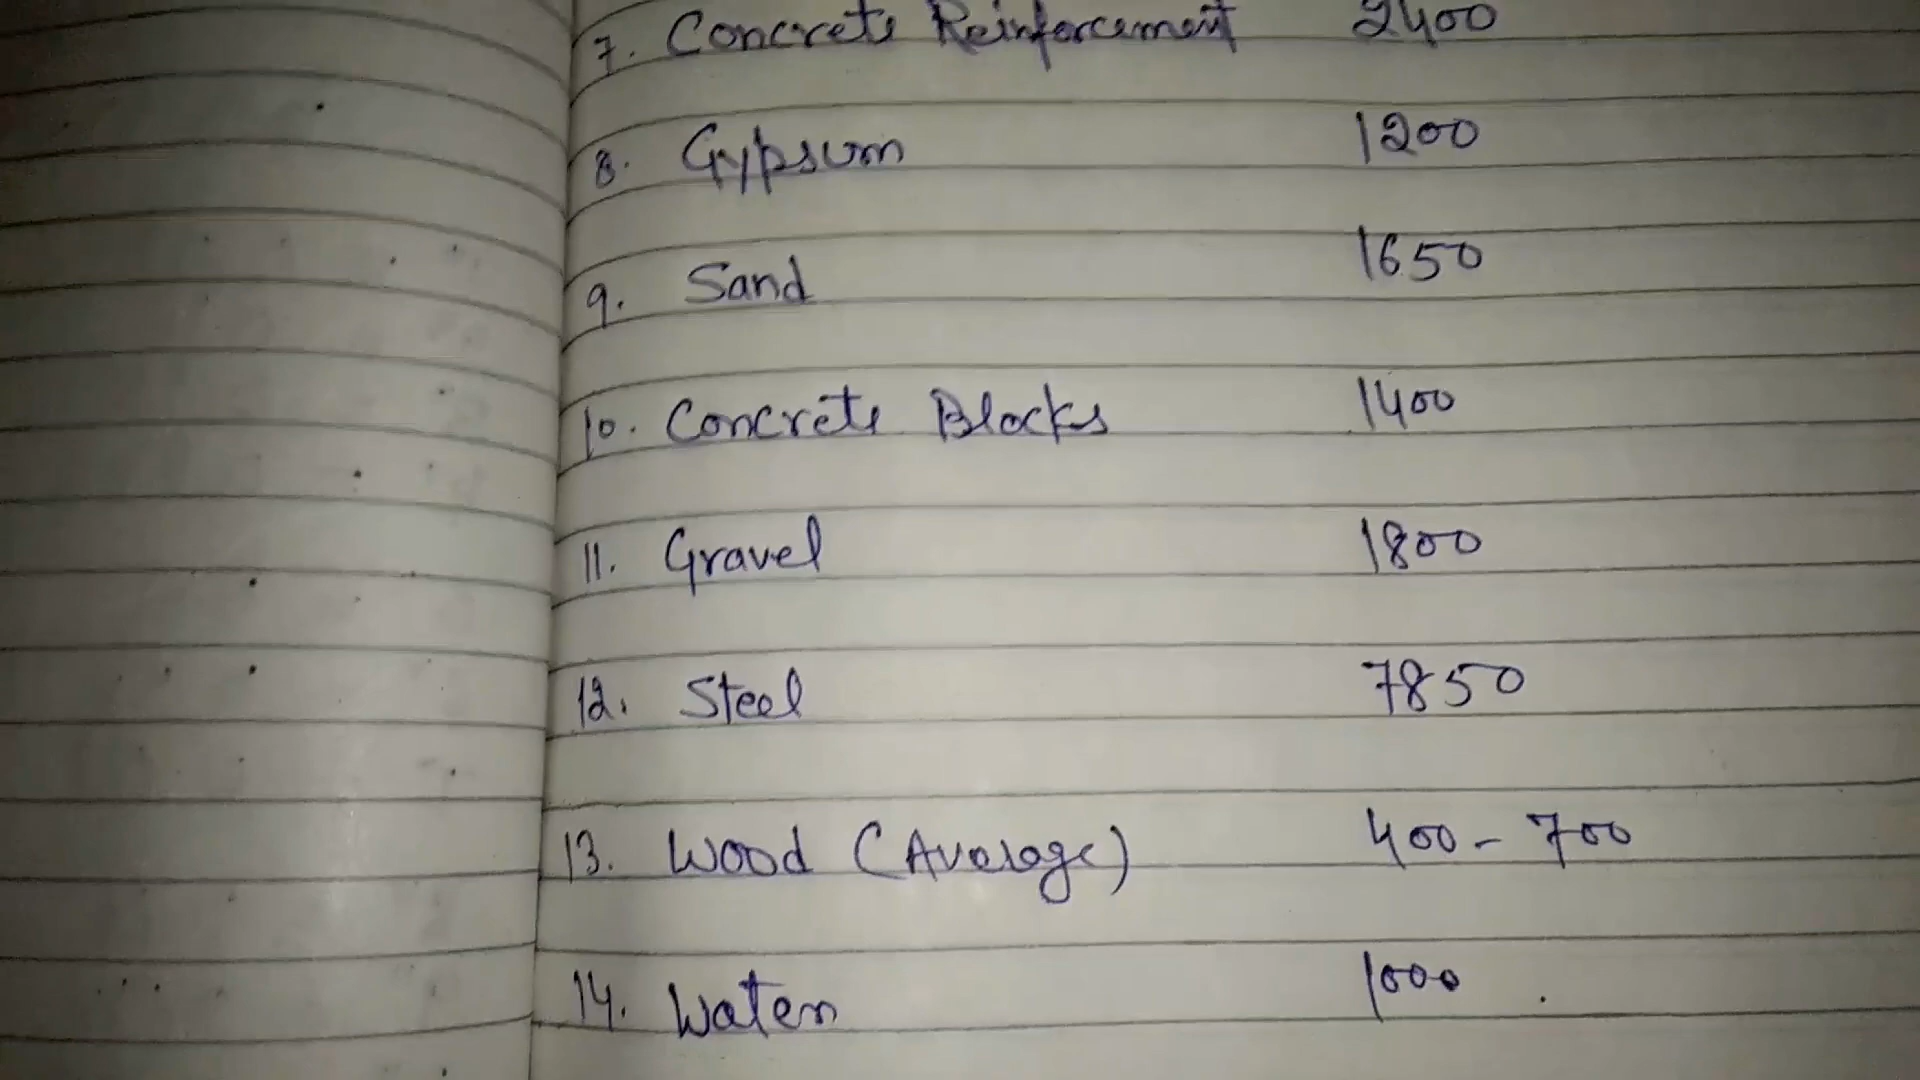 7. Concrete Reinforcement 2400
8. Gypsum 1200
9. Sand 1650
10. Concrete Blocks 1400
11. Gravel 1800
12. Steel 7850
13. Wood (Average) 400 - 700
14. Water 1000